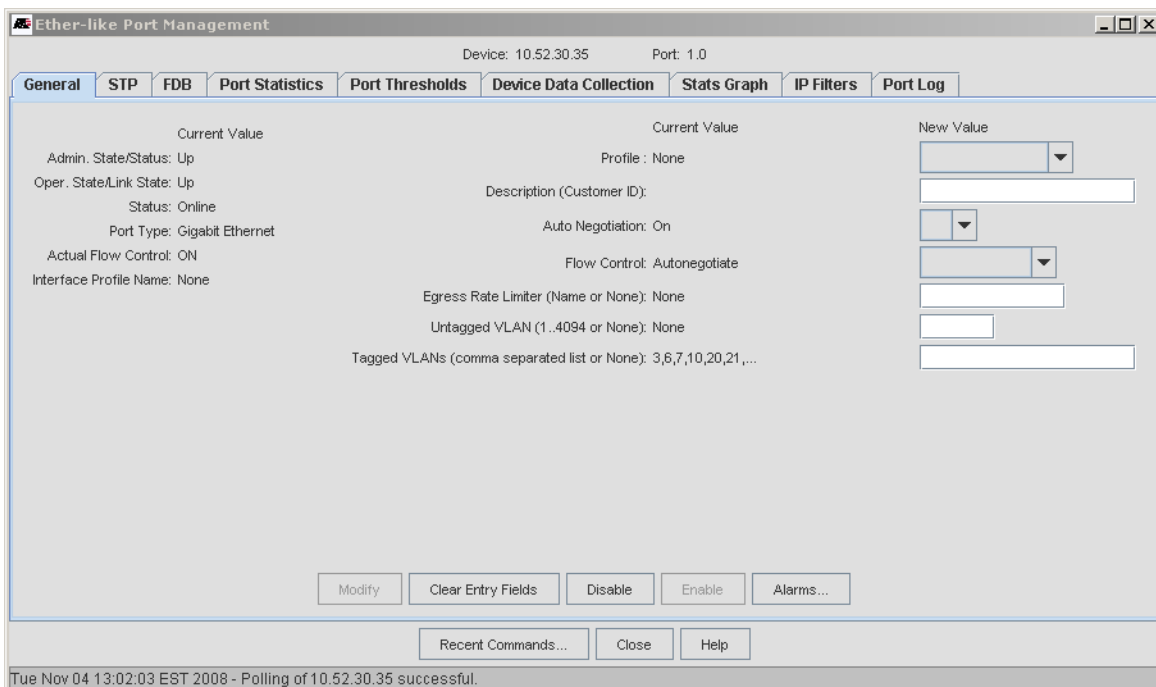 Ether-like Port Management
Device: 10.52.30.35 Port: 1.0
General STP FDB Port Statistics Port Thresholds Device Data Collection Stats Graph IP Filters Port Log
Current Value
Admin. State/Status: Up
Oper. State/Link State: Up
Status: Online
Port Type: Gigabit Ethernet
Actual Flow Control: ON
Interface Profile Name: None
Current Value New Value
Profile : None
Description (Customer ID):
Auto Negotiation: On
Flow Control: Autonegotiate
Egress Rate Limiter (Name or None): None
Untagged VLAN (1..4094 or None): None
Tagged VLANs (comma separated list or None): 3,6,7,10,20,21,...
Modify Clear Entry Fields Disable Enable Alarms...
Recent Commands... Close Help
Tue Nov 04 13:02:03 EST 2008 - Polling of 10.52.30.35 successful.